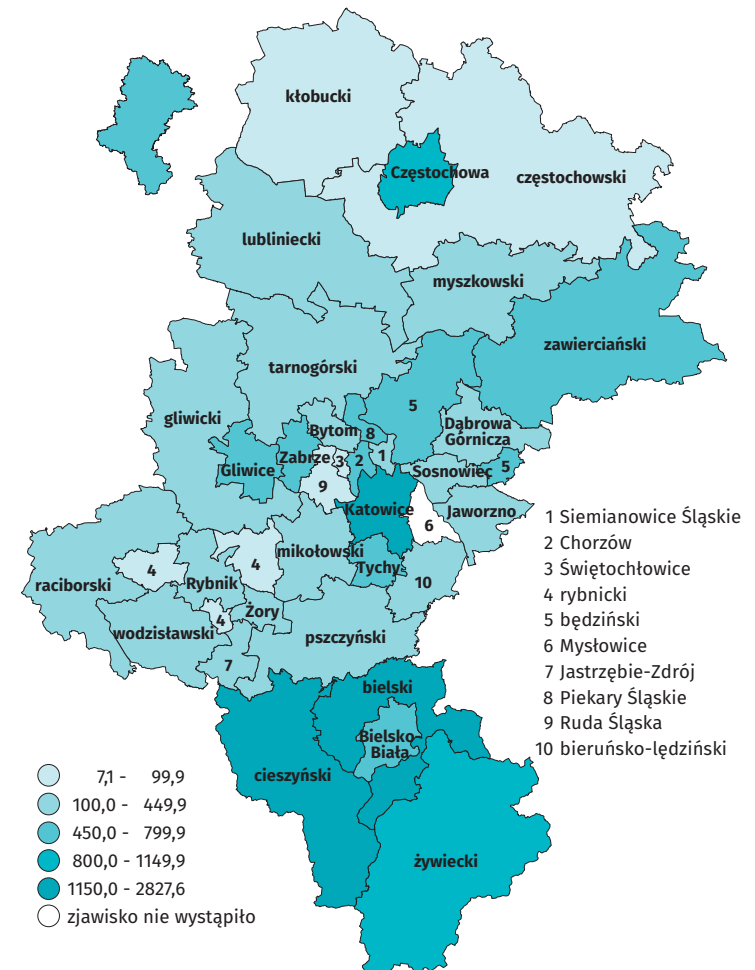 kłobucki
Częstochowa
częstochowski
lubliniecki
myszkowski
zawierciański
tarnogórski
5
gliwicki
Bytom
8
Dąbrowa
Górnicza
Zabrze
3
2
1
Gliwice
Sosnowiec
5
9
Katowice
6
Jaworzno
4
4
mikołowski
Tychy
10
raciborski
Rybnik
4
Żory
wodzisławski
pszczyński
7
bielski
Bielsko-
Biała
cieszyński
żywiecki
1 Siemianowice Śląskie
2 Chorzów
3 Świętochłowice
4 rybnicki
5 będziński
6 Mysłowice
7 Jastrzębie-Zdrój
8 Piekary Śląskie
9 Ruda Śląska
10 bieruńsko-lędziński
7,1 - 99,9
100,0 - 449,9
450,0 - 799,9
800,0 - 1149,9
1150,0 - 2827,6
zjawisko nie wystąpiło